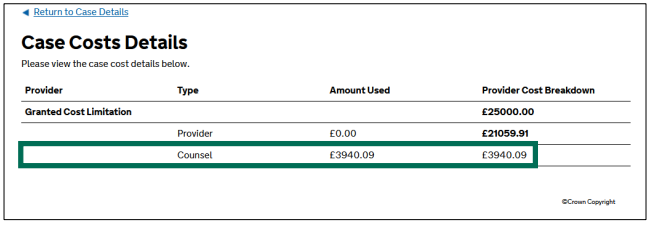 ◄ Return to Case Details
Case Costs Details
Please view the case cost details below.
Provider Type Amount Used Provider Cost Breakdown
Granted Cost Limitation £25000.00
Provider £0.00 £21059.91
Counsel £3940.09 £3940.09
©Crown Copyright